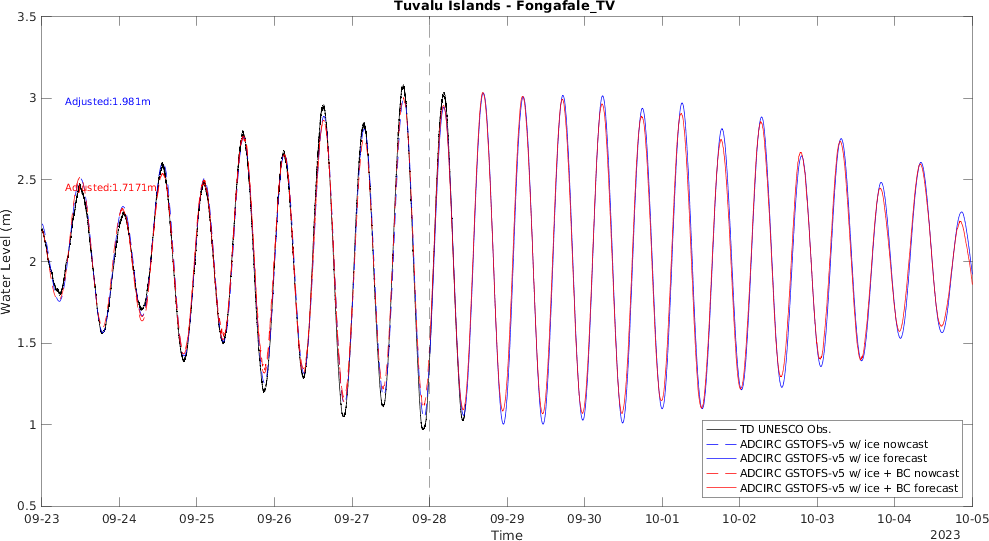 Tuvalu Islands - Fongafale_TV
3.5
3
2.5
2
1.5
1
0.5
Water Level (m)
Adjusted:1.981m
Adjusted:1.7171m
TD UNESCO Obs.
ADCIRC GSTOFS-v5 w/ ice nowcast
ADCIRC GSTOFS-v5 w/ ice forecast
ADCIRC GSTOFS-v5 w/ ice + BC nowcast
ADCIRC GSTOFS-v5 w/ ice + BC forecast
09-23 09-24 09-25 09-26 09-27 09-28 09-29 09-30 10-01 10-02 10-03 10-04 10-05
Time
2023